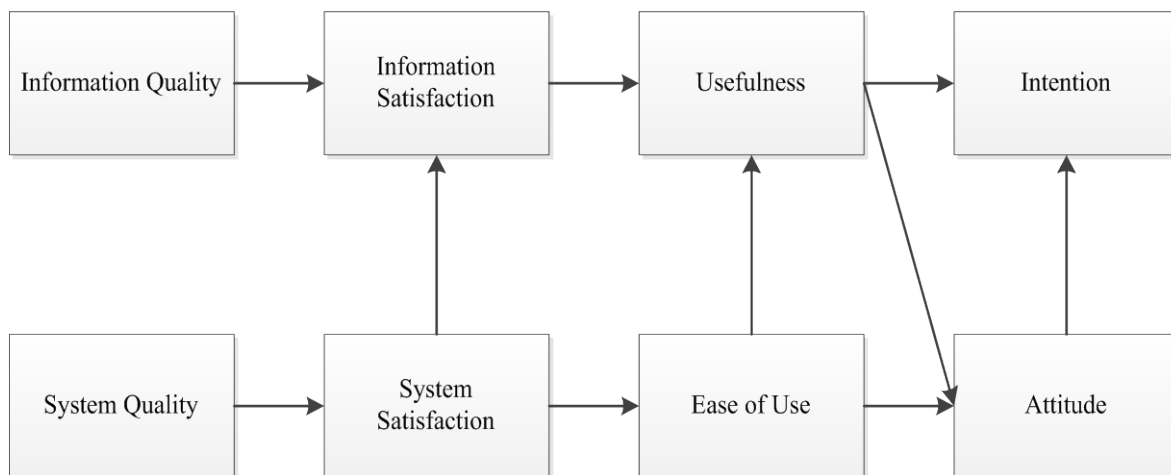 Information Quality
Information
Satisfaction
Usefulness
Intention
System Quality
System
Satisfaction
Ease of Use
Attitude